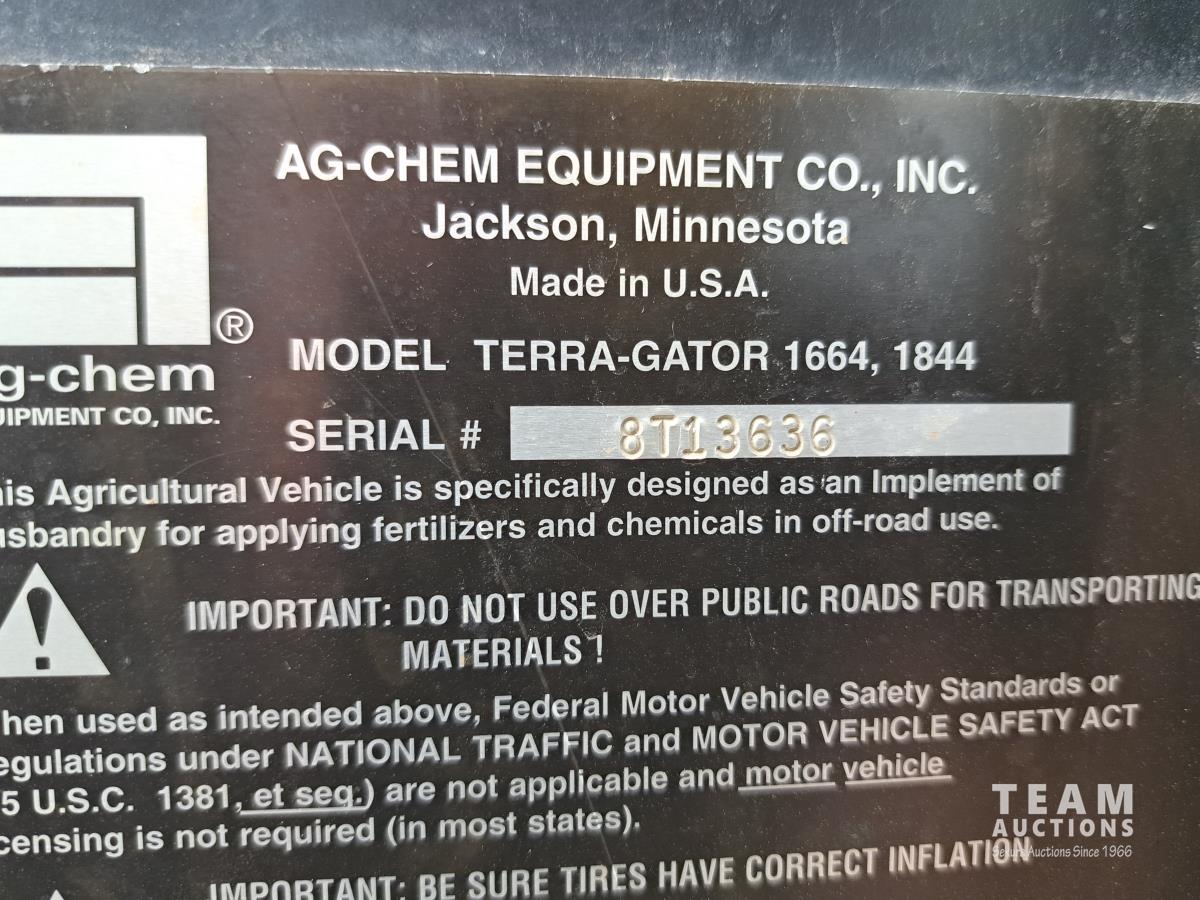 AG-CHEM EQUIPMENT CO., INC.
Jackson, Minnesota
Made in U.S.A.
®
g-chem
UIPMENT CO, INC.
MODEL TERRA-GATOR 1664, 1844
SERIAL # 8T13636
his Agricultural Vehicle is specifically designed as an Implement of
usbandry for applying fertilizers and chemicals in off-road use.
IMPORTANT: DO NOT USE OVER PUBLIC ROADS FOR TRANSPORTING
MATERIALS !
hen used as intended above, Federal Motor Vehicle Safety Standards or
egulations under NATIONAL TRAFFIC and MOTOR VEHICLE SAFETY ACT
5 U.S.C. 1381, et seq.) are not applicable and motor vehicle
censing is not required (in most states).
IMPORTANT: BE SURE TIRES HAVE CORRECT INFLATION
TEAM
AUCTIONS
Auctions Since 1966